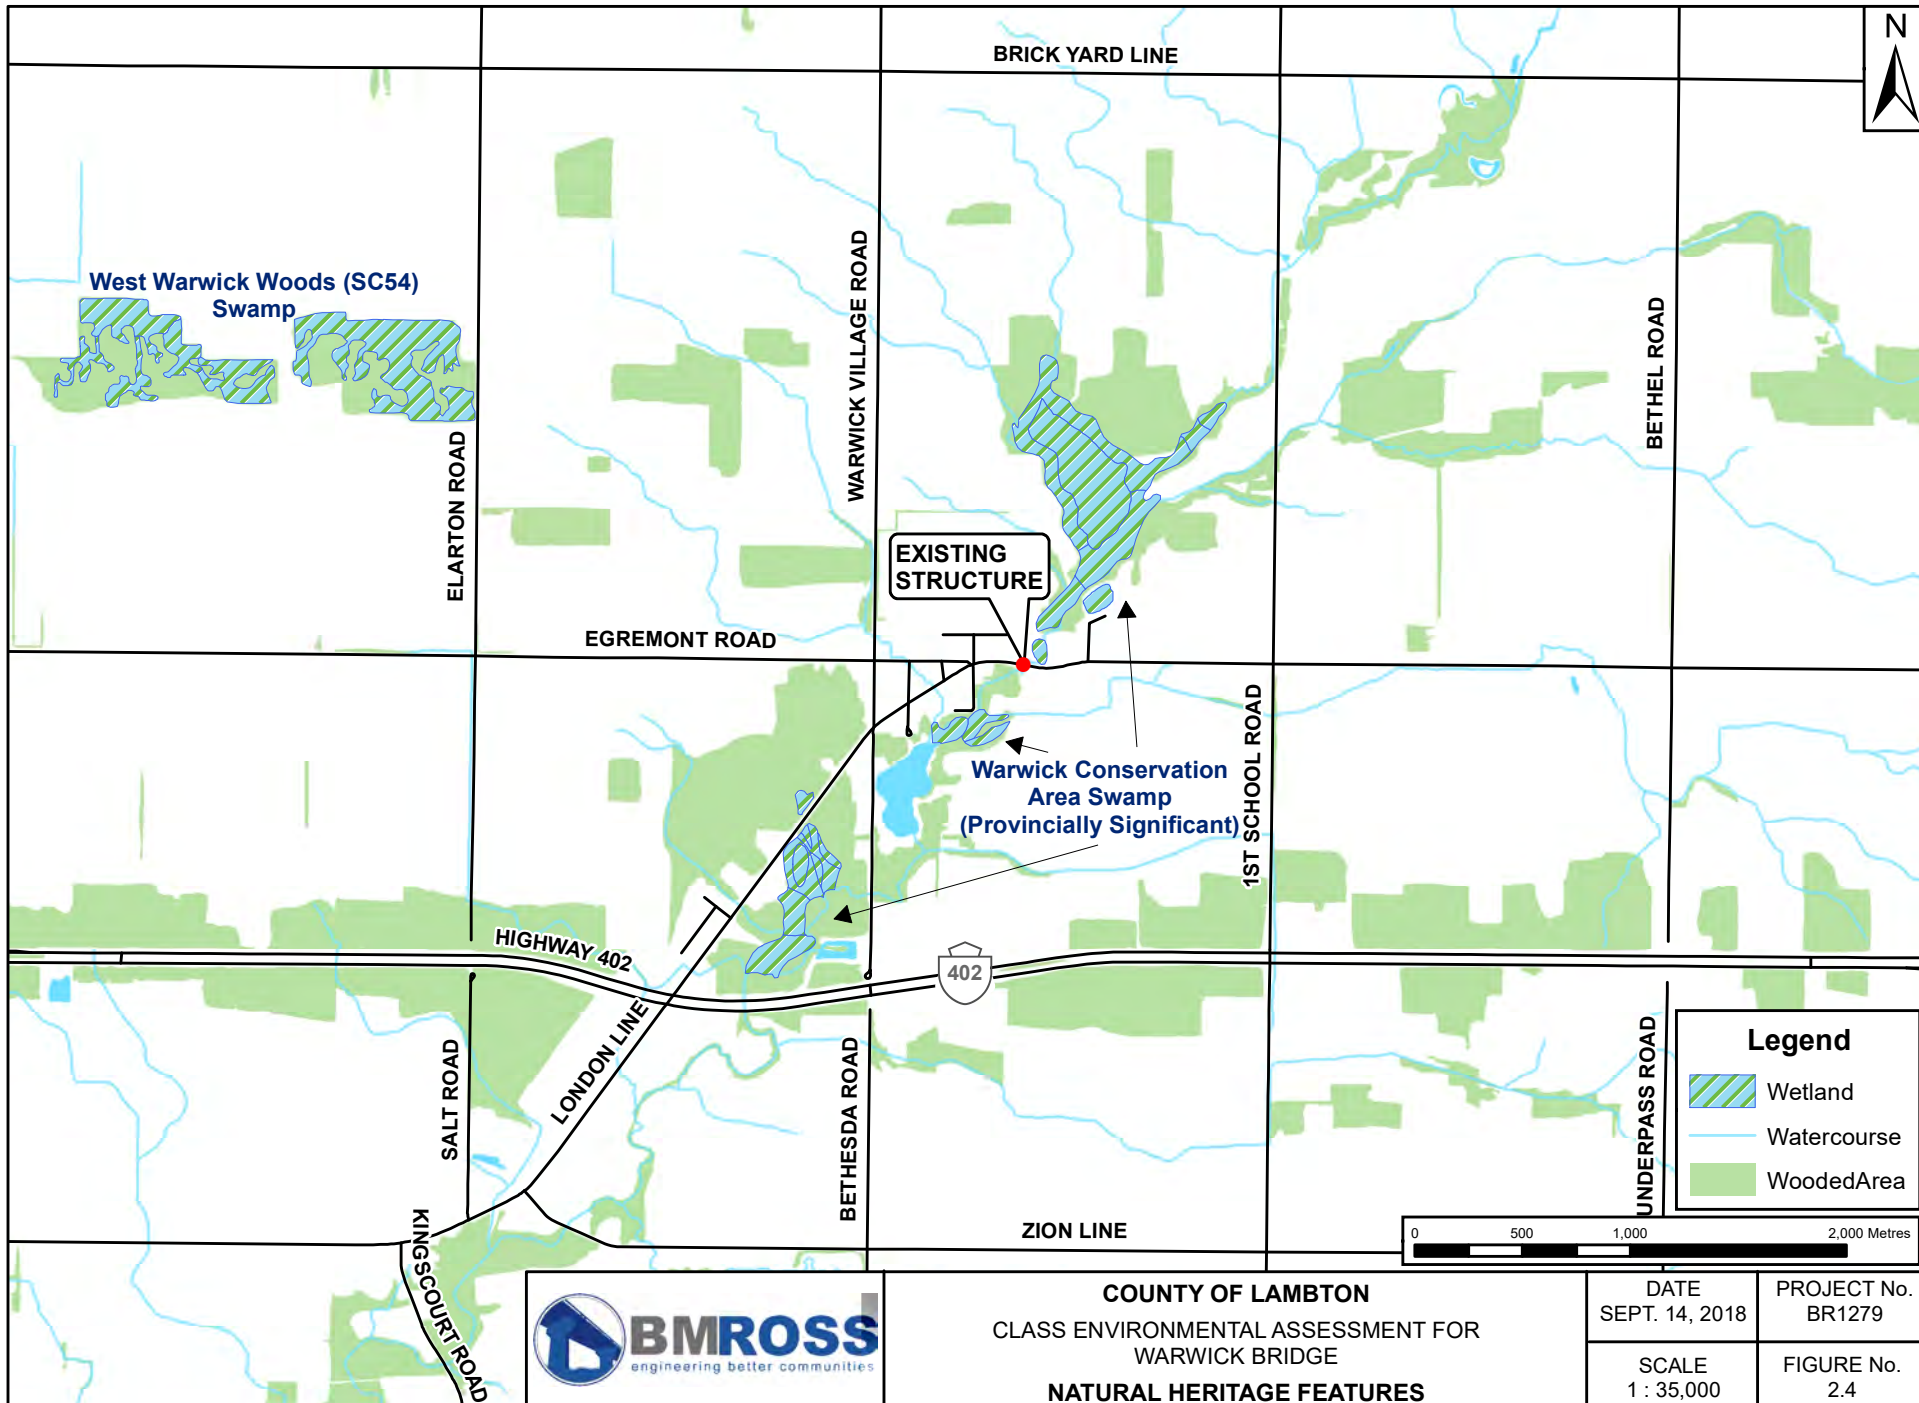 N
BRICK YARD LINE
West Warwick Woods (SC54)
Swamp
WARWICK VILLAGE ROAD
BETHEL ROAD
ELARTON ROAD
EXISTING
STRUCTURE
EGREMONT ROAD
1ST SCHOOL ROAD
Warwick Conservation
Area Swamp
(Provincially Significant)
HIGHWAY 402
402
LONDON LINE
SALT ROAD
BETHESDA ROAD
UNDERPASS ROAD
KINGSCOURT ROAD
ZION LINE
Legend
Wetland
Watercourse
WoodedArea
0 500 1,000 2,000 Metres
BMROSS
engineering better communities
COUNTY OF LAMBTON
CLASS ENVIRONMENTAL ASSESSMENT FOR
WARWICK BRIDGE
NATURAL HERITAGE FEATURES
DATE
SEPT. 14, 2018
PROJECT No.
BR1279
SCALE
1 : 35,000
FIGURE No.
2.4